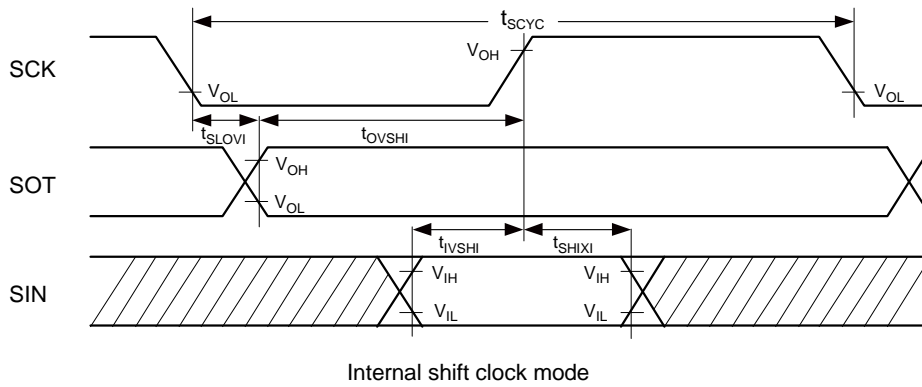 tSCYC
SCK
VOH
VOL
VOL
tSLOVI
tOVSHI
SOT
VOH
VOL
tIVSHI
tSHIXI
SIN
VIH
VIH
VIL
VIL
Internal shift clock mode